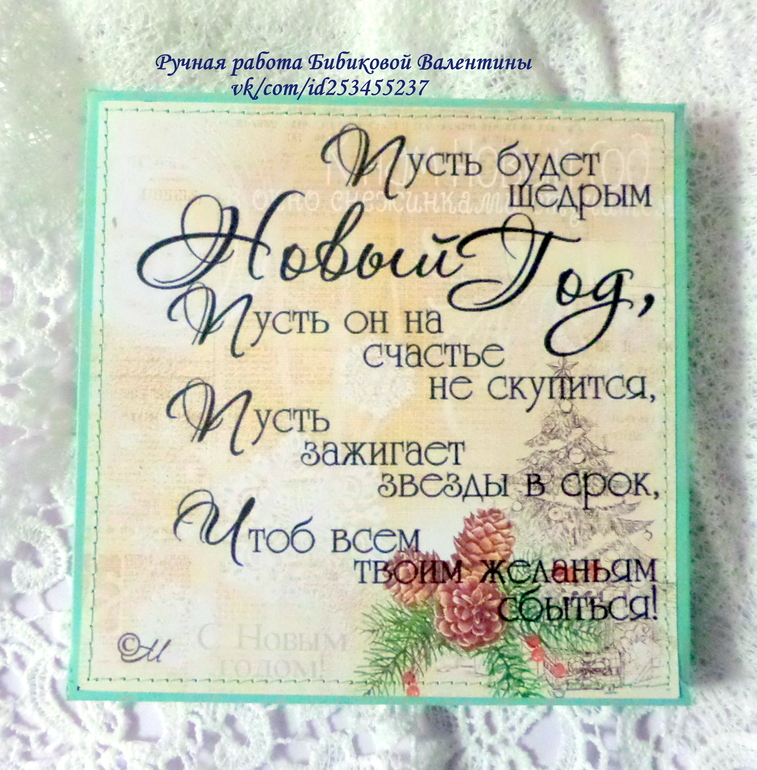 Ручная работа Бибиковой Валентины
vk/com/id253455237
Пусть будет
щедрым
Новый Год,
Пусть он на
счастье
не скупится,
Пусть
зажигает
звезды в срок,
Чтоб всем
твоим желаньям
сбыться!
©М
С Новым
годом!